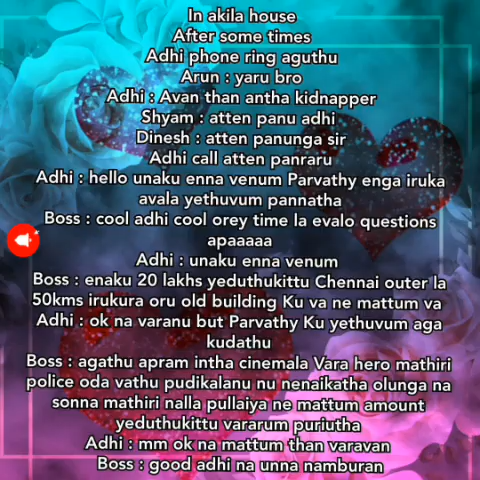 In akila house
After some times
Adhi phone ring aguthu
Arun : yaru bro
Adhi : Avan than antha kidnapper
Shyam : atten panu adhi
Dinesh : atten panunga sir
Adhi call atten panraru
Adhi : hello unaku enna venum Parvathy enga iruka
avala yethuvum pannatha
Boss : cool adhi cool orey time la evalo questions
apaaaaa
Adhi : unaku enna venum
Boss : enaku 20 lakhs yeduthukittu Chennai outer la
50kms irukura oru old building Ku va ne mattum va
Adhi : ok na varanu but Parvathy Ku yethuvum aga
kudathu
Boss : agathu apram intha cinemala Vara hero mathiri
police oda vathu pudikalanu nu nenaikatha olunga na
sonna mathiri nalla pullaiya ne mattum amount
yeduthukittu vararum puriutha
Adhi : mm ok na mattum than varavan
Boss : good adhi na unna namburan